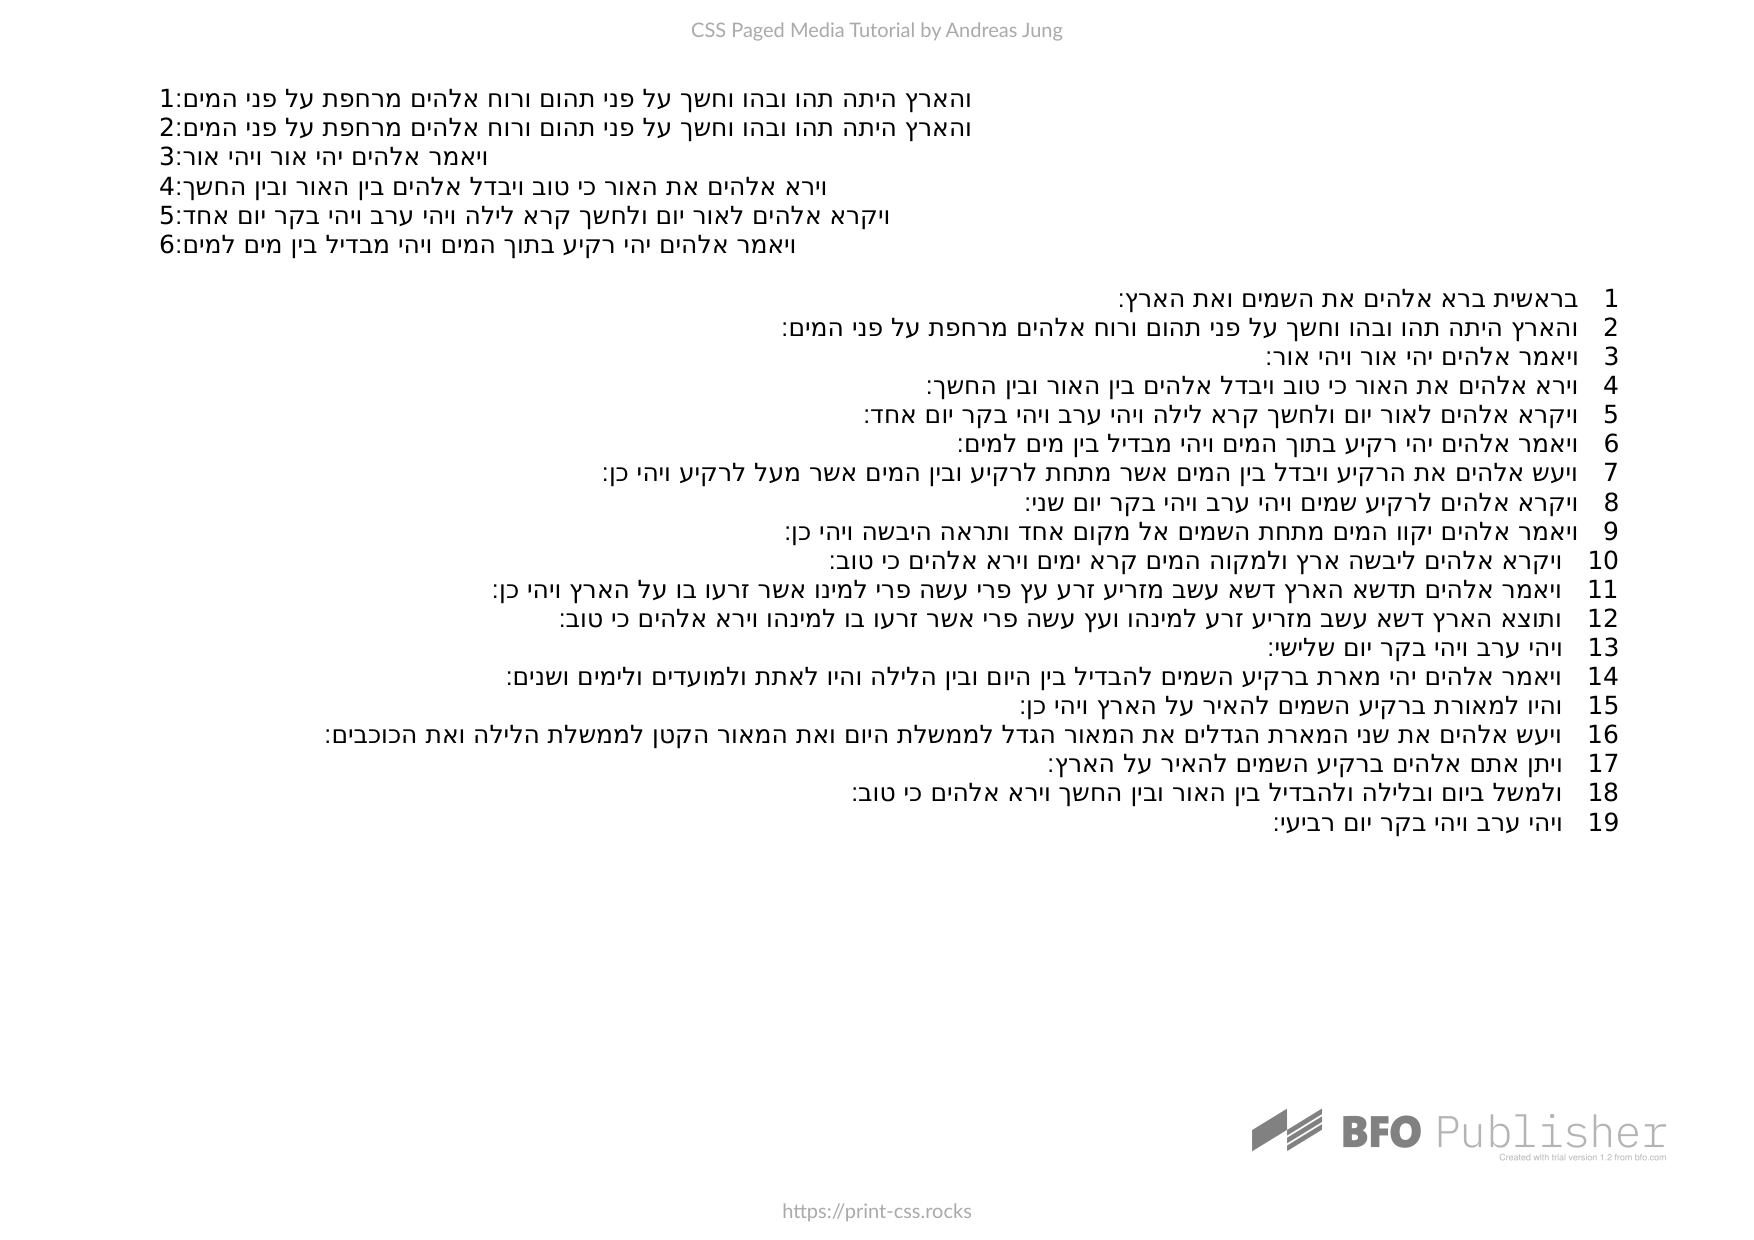 CSS Paged Media Tutorial by Andreas Jung
והארץ היתה תהו ובהו וחשך על פני תהום ורוח אלהים מרחפת על פני המים:1
והארץ היתה תהו ובהו וחשך על פני תהום ורוח אלהים מרחפת על פני המים:2
ויאמר אלהים יהי אור ויהי אור:3
וירא אלהים את האור כי טוב ויבדל אלהים בין האור ובין החשך:4
ויקרא אלהים לאור יום ולחשך קרא לילה ויהי ערב ויהי בקר יום אחד:5
ויאמר אלהים יהי רקיע בתוך המים ויהי מבדיל בין מים למים:6
1 בראשית ברא אלהים את השמים ואת הארץ:
2 והארץ היתה תהו ובהו וחשך על פני תהום ורוח אלהים מרחפת על פני המים:
3 ויאמר אלהים יהי אור ויהי אור:
4 וירא אלהים את האור כי טוב ויבדל אלהים בין האור ובין החשך:
5 ויקרא אלהים לאור יום ולחשך קרא לילה ויהי ערב ויהי בקר יום אחד:
6 ויאמר אלהים יהי רקיע בתוך המים ויהי מבדיל בין מים למים:
7 ויעש אלהים את הרקיע ויבדל בין המים אשר מתחת לרקיע ובין המים אשר מעל לרקיע ויהי כן:
8 ויקרא אלהים לרקיע שמים ויהי ערב ויהי בקר יום שני:
9 ויאמר אלהים יקוו המים מתחת השמים אל מקום אחד ותראה היבשה ויהי כן:
10 ויקרא אלהים ליבשה ארץ ולמקוה המים קרא ימים וירא אלהים כי טוב:
11 ויאמר אלהים תדשא הארץ דשא עשב מזריע זרע עץ פרי עשה פרי למינו אשר זרעו בו על הארץ ויהי כן:
12 ותוצא הארץ דשא עשב מזריע זרע למינהו ועץ עשה פרי אשר זרעו בו למינהו וירא אלהים כי טוב:
13 ויהי ערב ויהי בקר יום שלישי:
14 ויאמר אלהים יהי מארת ברקיע השמים להבדיל בין היום ובין הלילה והיו לאתת ולמועדים ולימים ושנים:
15 והיו למאורת ברקיע השמים להאיר על הארץ ויהי כן:
16 ויעש אלהים את שני המארת הגדלים את המאור הגדל לממשלת היום ואת המאור הקטן לממשלת הלילה ואת הכוכבים:
17 ויתן אתם אלהים ברקיע השמים להאיר על הארץ:
18 ולמשל ביום ובלילה ולהבדיל בין האור ובין החשך וירא אלהים כי טוב:
19 ויהי ערב ויהי בקר יום רביעי:
BFO Publisher
Created with trial version 1.2 from bfo.com
https://print-css.rocks